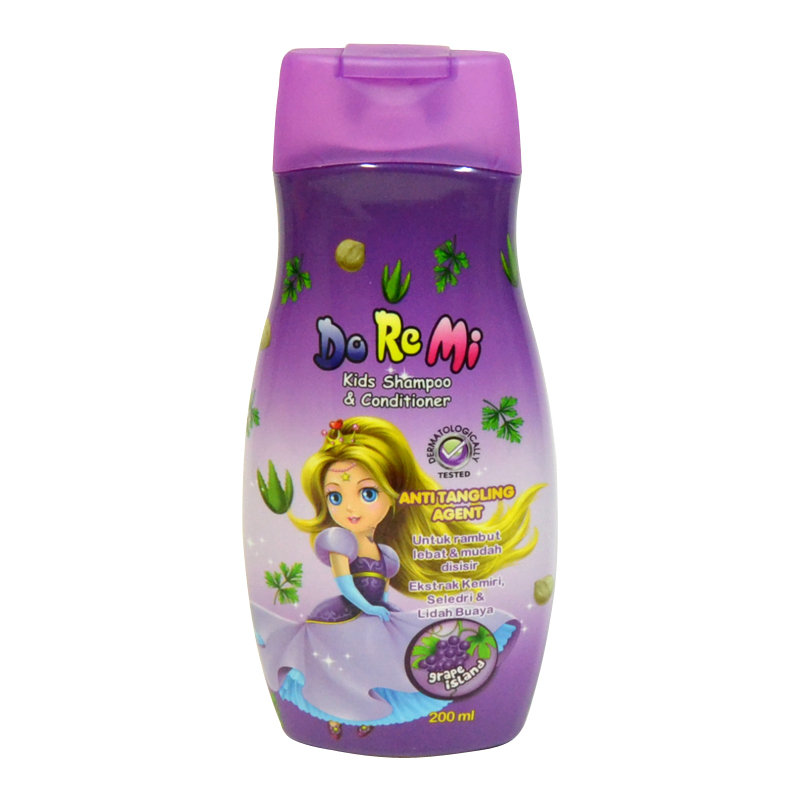 Do Re Mi
Kids Shampoo
& Conditioner
DERMATOLOGICALLY
TESTED
ANTI TANGLING
AGENT
Untuk rambut
lebat & mudah
disisir
Ekstrak Kemiri,
Seledri &
Lidah Buaya
grape
island
200 ml